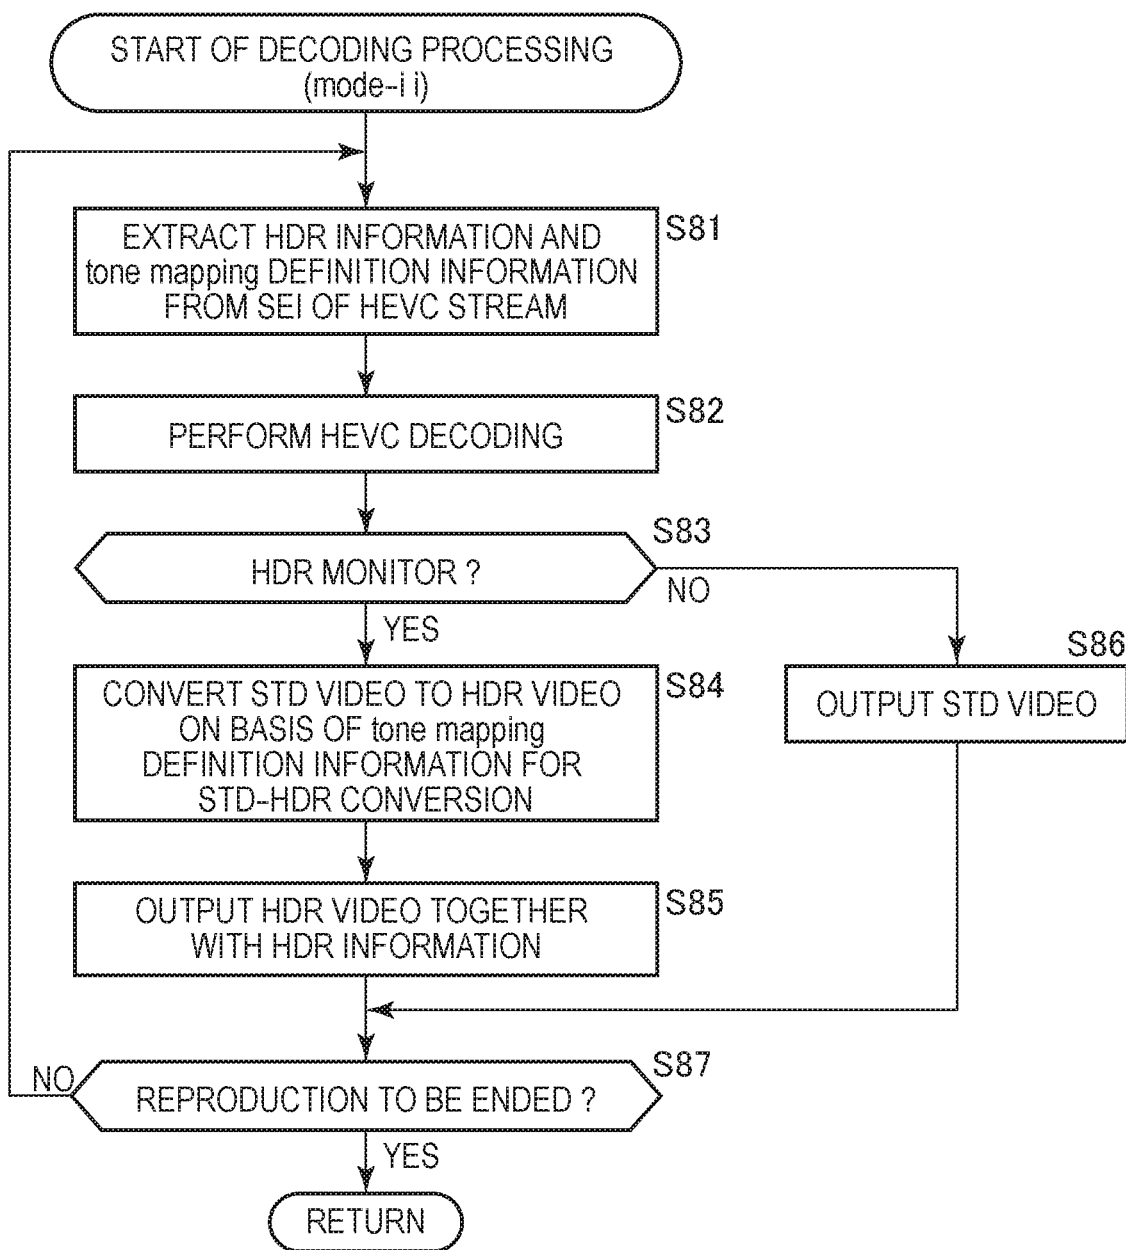 START OF DECODING PROCESSING
(mode-ii)
S81
EXTRACT HDR INFORMATION AND
tone mapping DEFINITION INFORMATION
FROM SEI OF HEVC STREAM
S82
PERFORM HEVC DECODING
S83
HDR MONITOR ?
NO
YES
S84
CONVERT STD VIDEO TO HDR VIDEO
ON BASIS OF tone mapping
DEFINITION INFORMATION FOR
STD-HDR CONVERSION
S86
OUTPUT STD VIDEO
S85
OUTPUT HDR VIDEO TOGETHER
WITH HDR INFORMATION
S87
NO
REPRODUCTION TO BE ENDED ?
YES
RETURN